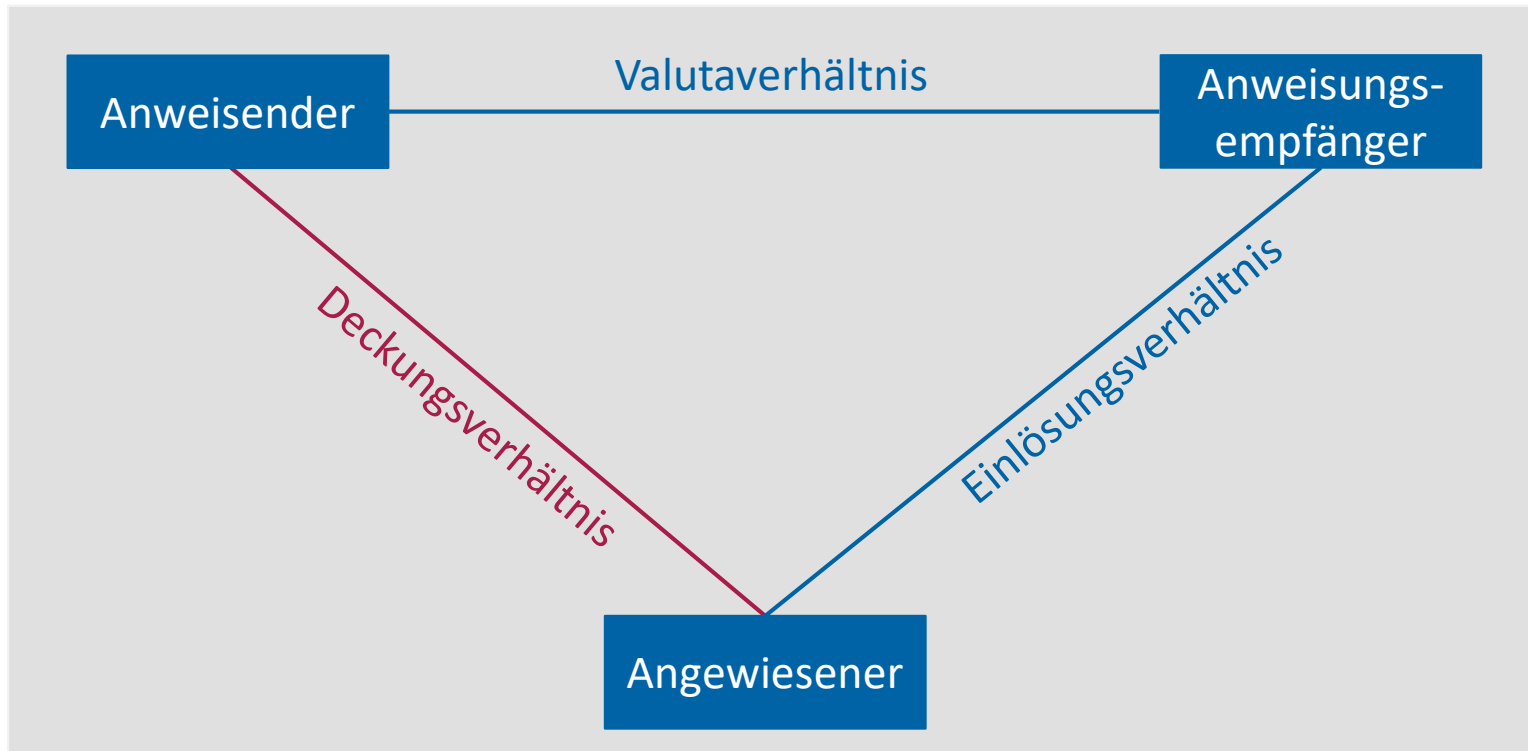 Valutaverhältnis
Anweisender
Anweisungs-
empfänger
Deckungsverhältnis
Einlösungsverhältnis
Angewiesener